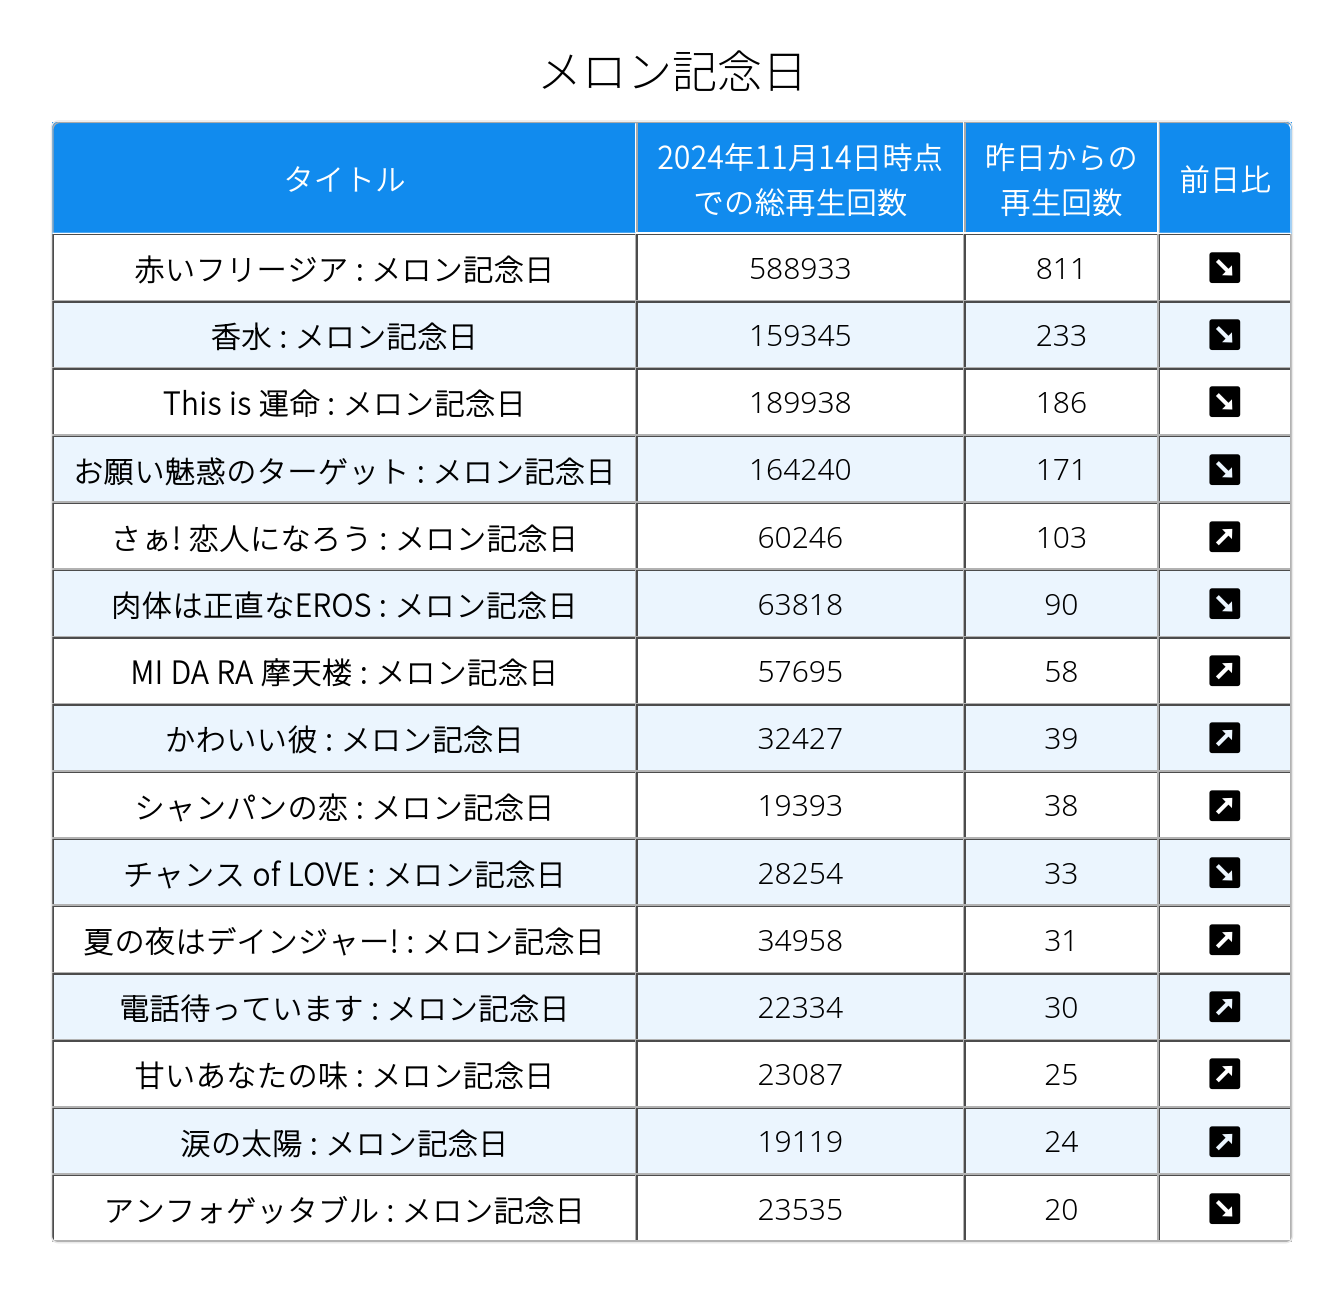 メロン記念日
タイトル 2024年11月14日時点での総再生回数 昨日からの再生回数 前日比
赤いフリージア : メロン記念日 588933 811 ↘
香水 : メロン記念日 159345 233 ↘
This is 運命 : メロン記念日 189938 186 ↘
お願い魅惑のターゲット : メロン記念日 164240 171 ↘
さぁ! 恋人になろう : メロン記念日 60246 103 ↗
肉体は正直なEROS : メロン記念日 63818 90 ↘
MI DA RA 摩天楼 : メロン記念日 57695 58 ↗
かわいい彼 : メロン記念日 32427 39 ↗
シャンパンの恋 : メロン記念日 19393 38 ↗
チャンス of LOVE : メロン記念日 28254 33 ↘
夏の夜はデインジャー! : メロン記念日 34958 31 ↗
電話待っています : メロン記念日 22334 30 ↗
甘いあなたの味 : メロン記念日 23087 25 ↗
涙の太陽 : メロン記念日 19119 24 ↗
アンフォゲッタブル : メロン記念日 23535 20 ↘